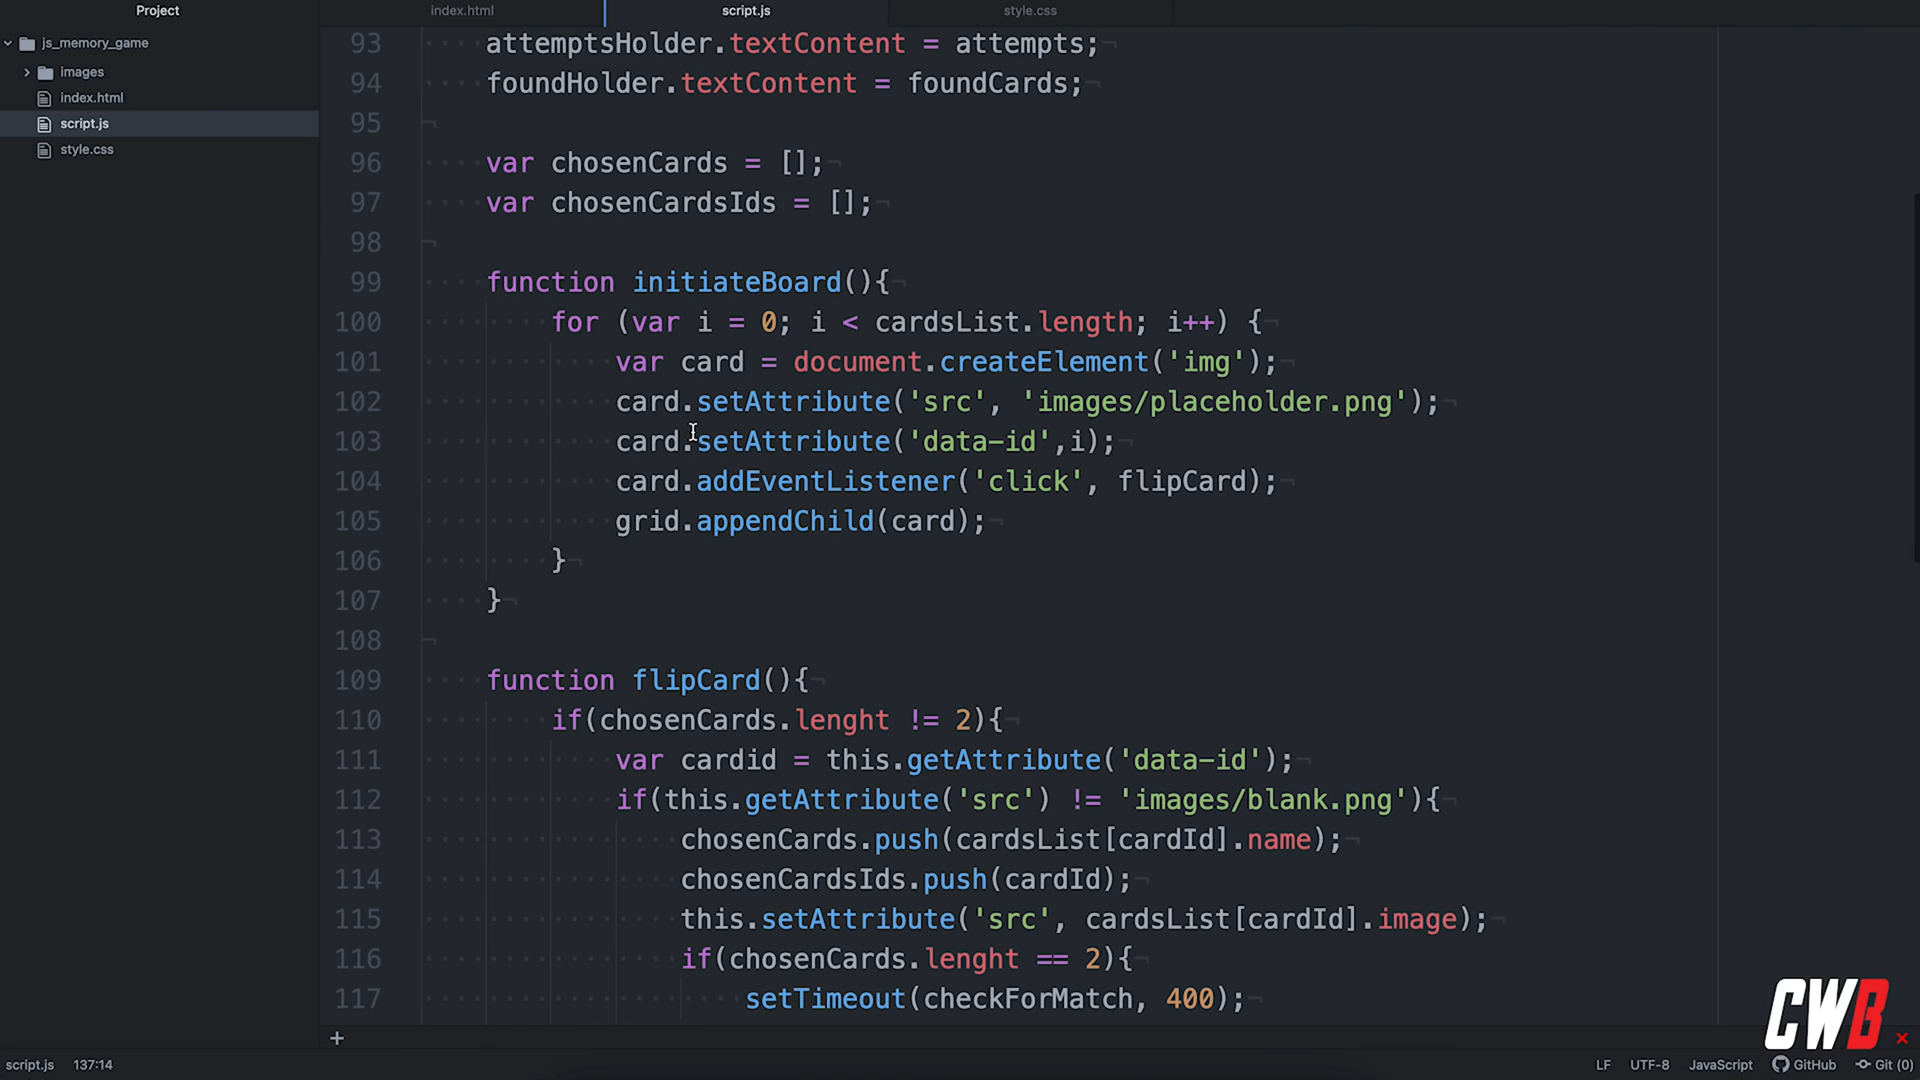 Project
index.html
script.js
style.css
js_memory_game
images
index.html
script.js
style.css
93 attemptsHolder.textContent = attempts;
94 foundHolder.textContent = foundCards;
95
96 var chosenCards = [];
97 var chosenCardsIds = [];
98
99 function initiateBoard(){
100 for (var i = 0; i < cardsList.length; i++) {
101 var card = document.createElement('img');
102 card.setAttribute('src', 'images/placeholder.png');
103 card.setAttribute('data-id',i);
104 card.addEventListener('click', flipCard);
105 grid.appendChild(card);
106 }
107 }
108
109 function flipCard(){
110 if(chosenCards.lenght != 2){
111 var cardid = this.getAttribute('data-id');
112 if(this.getAttribute('src') != 'images/blank.png'){
113 chosenCards.push(cardsList[cardId].name);
114 chosenCardsIds.push(cardId);
115 this.setAttribute('src', cardsList[cardId].image);
116 if(chosenCards.lenght == 2){
117 setTimeout(checkForMatch, 400);
+
CWB
script.js 137:14 LF UTF-8 JavaScript GitHub Git (0)